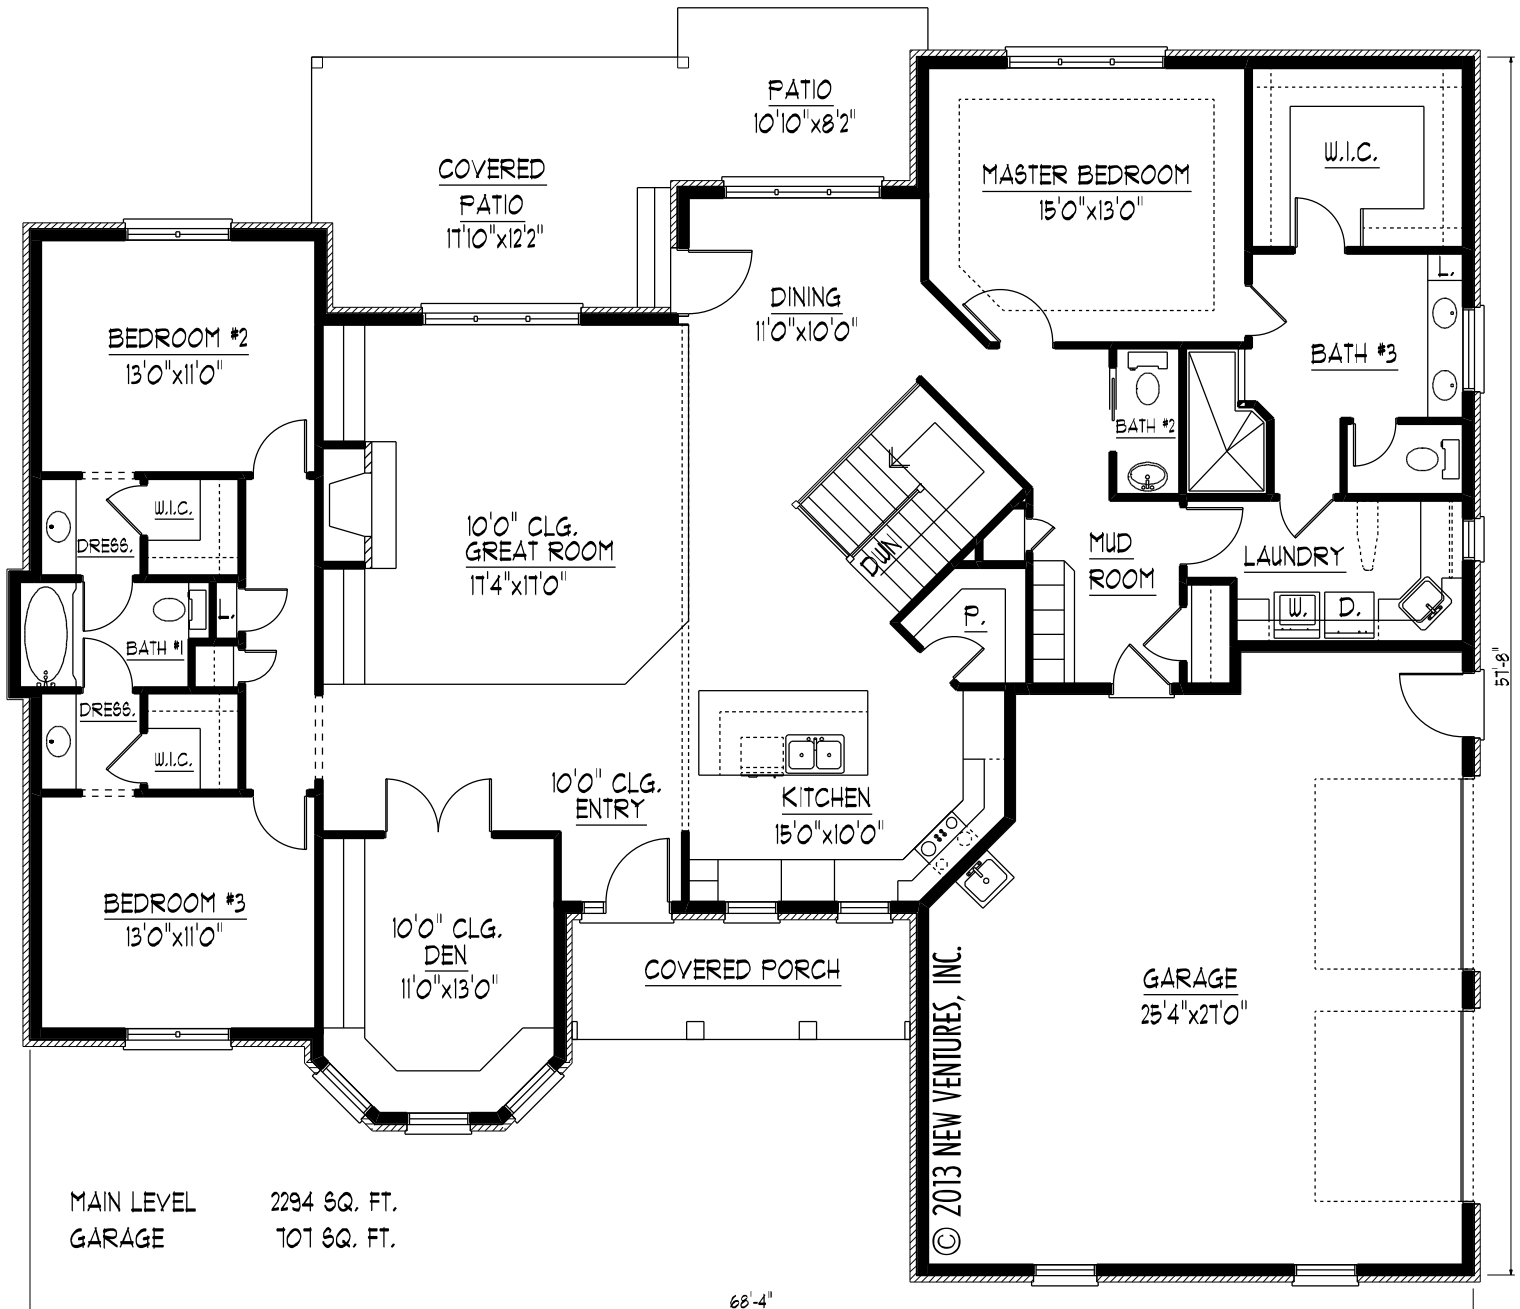 PATIO
10'10"x8'2"
COVERED
PATIO
17'10"x12'2"
MASTER BEDROOM
15'0"x13'0"
W.I.C.
L.
BEDROOM #2
13'0"x11'0"
DINING
11'0"x10'0"
BATH #3
BATH #2
W.I.C.
DRESS.
10'0" CLG.
GREAT ROOM
17'4"x17'0"
DWN
MUD
ROOM
LAUNDRY
W.
D.
P.
L.
BATH #1
57'-8"
DRESS.
W.I.C.
10'0" CLG.
ENTRY
KITCHEN
15'0"x10'0"
BEDROOM #3
13'0"x11'0"
10'0" CLG.
DEN
11'0"x13'0"
COVERED PORCH
GARAGE
25'4"x27'0"
© 2013 NEW VENTURES, INC.
MAIN LEVEL 2294 SQ. FT.
GARAGE 707 SQ. FT.
68'-4"